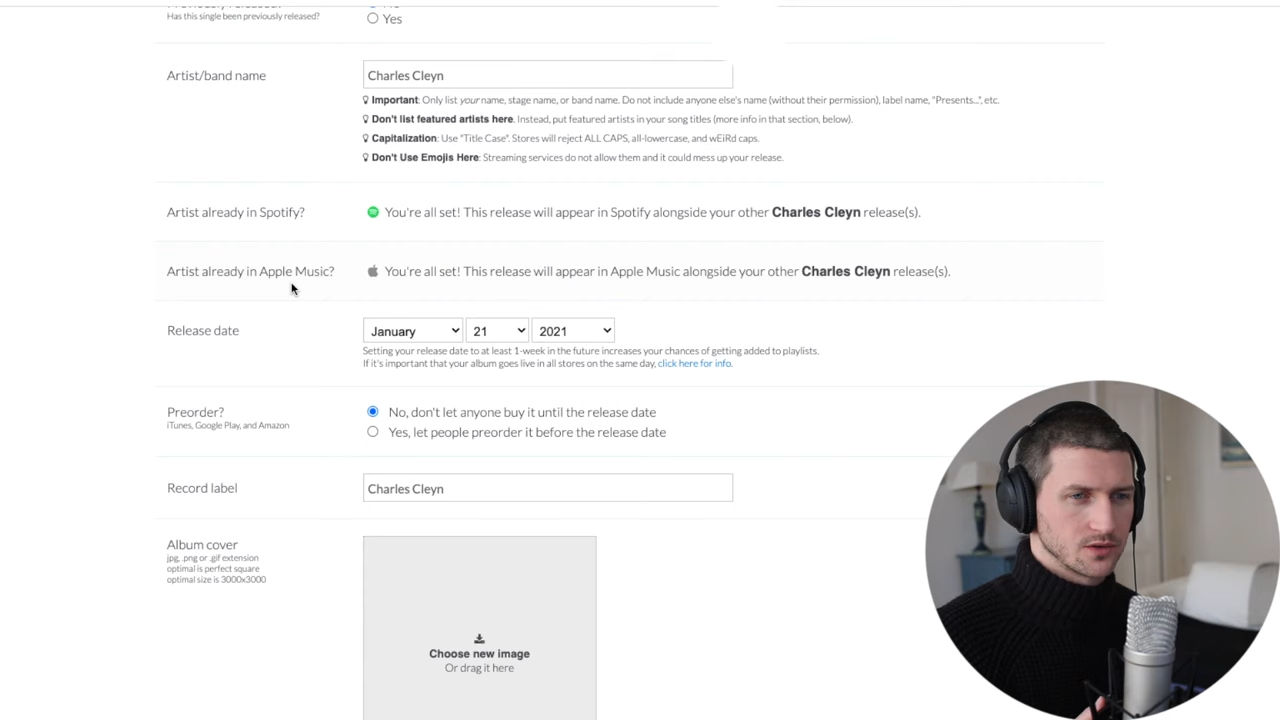 Has this single been previously released?
Yes
Artist/band name
Charles Cleyn
Important: Only list your name, stage name, or band name. Do not include anyone else's name (without their permission), label name, "Presents...", etc.
Don't list featured artists here. Instead, put featured artists in your song titles (more info in that section, below).
Capitalization: Use "Title Case". Stores will reject ALL CAPS, all-lowercase, and wEiRd caps.
Don't Use Emojis Here: Streaming services do not allow them and it could mess up your release.
Artist already in Spotify?
You're all set! This release will appear in Spotify alongside your other Charles Cleyn release(s).
Artist already in Apple Music?
You're all set! This release will appear in Apple Music alongside your other Charles Cleyn release(s).
Release date
January 21 2021
Setting your release date to at least 1-week in the future increases your chances of getting added to playlists.
If it's important that your album goes live in all stores on the same day, click here for info.
Preorder?
iTunes, Google Play, and Amazon
No, don't let anyone buy it until the release date
Yes, let people preorder it before the release date
Record label
Charles Cleyn
Album cover
jpg, .png or .gif extension
optimal is perfect square
optimal size is 3000x3000
Choose new image
Or drag it here